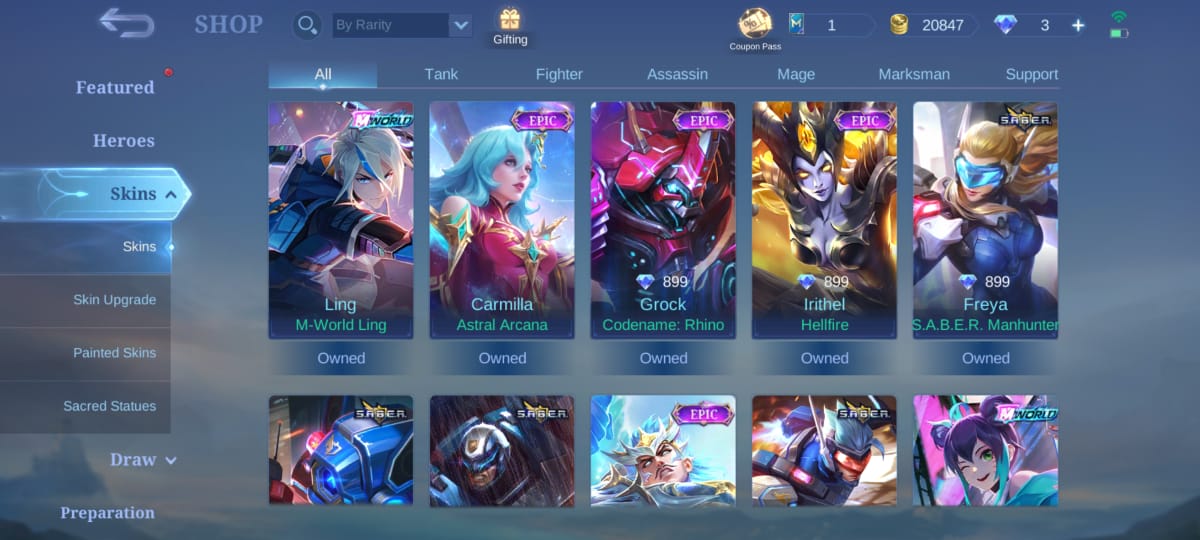 SHOP
By Rarity
Gifting
Coupon Pass
1
20847
3
Featured
Heroes
Skins
Skins
Skin Upgrade
Painted Skins
Sacred Statues
Draw
Preparation
All
Tank
Fighter
Assassin
Mage
Marksman
Support
M WORLD
Ling
M-World Ling
Owned
EPIC
Carmilla
Astral Arcana
Owned
EPIC
899
Grock
Codename: Rhino
Owned
EPIC
899
Irithel
Hellfire
Owned
S.A.B.E.R.
899
Freya
S.A.B.E.R. Manhunter
Owned
S.A.B.E.R.
S.A.B.E.R.
EPIC
S.A.B.E.R.
M WORLD